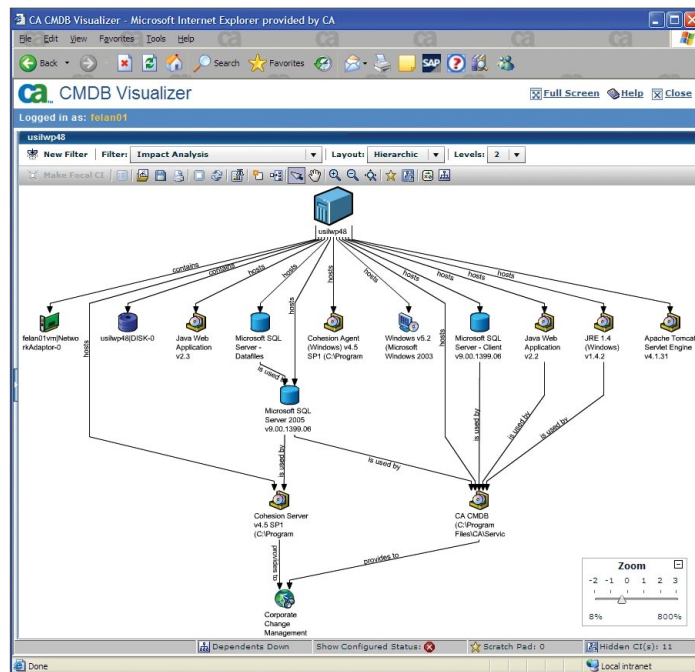 CA CMDB Visualizer - Microsoft Internet Explorer provided by CA
File Edit View Favorites Tools Help
Back Search Favorites SAP
ca CMDB Visualizer Full Screen Help Close
Logged in as: felan01
usilwp48
New Filter Filter: Impact Analysis Layout: Hierarchic Levels: 2
Make Focal CI
usilwp48
contains
contains
hosts
hosts
hosts
hosts
hosts
hosts
hosts
hosts
hosts
hosts
felan01vm|Netwo
rkAdaptor-0
usilwp48|DISK-0
Java Web
Application
v2.3
Microsoft SQL
Server -
Datafiles
Cohesion Agent
(Windows) v4.5
SP1 (C:\Program
Windows v5.2
(Microsoft
Windows 2003
Microsoft SQL
Server - Client
v9.00.1399.06
Java Web
Application
v2.2
JRE 1.4
(Windows)
v1.4.2
Apache Tomcat
Servlet Engine
v4.1.31
is used b
Microsoft SQL
Server 2005
v9.00.1399.06
is used by
is used by
is used by
is used by
is used by
Cohesion Server
v4.5 SP1
(C:\Program
CA CMDB
(C:\Program
Files\CA\Servic
provides to
provides to
Corporate
Change
Management
Zoom
-2 -1 0 1 2 3
8% 800%
Dependents Down Show Configured Status: Scratch Pad: 0 Hidden CI(s): 11
Done Local intranet